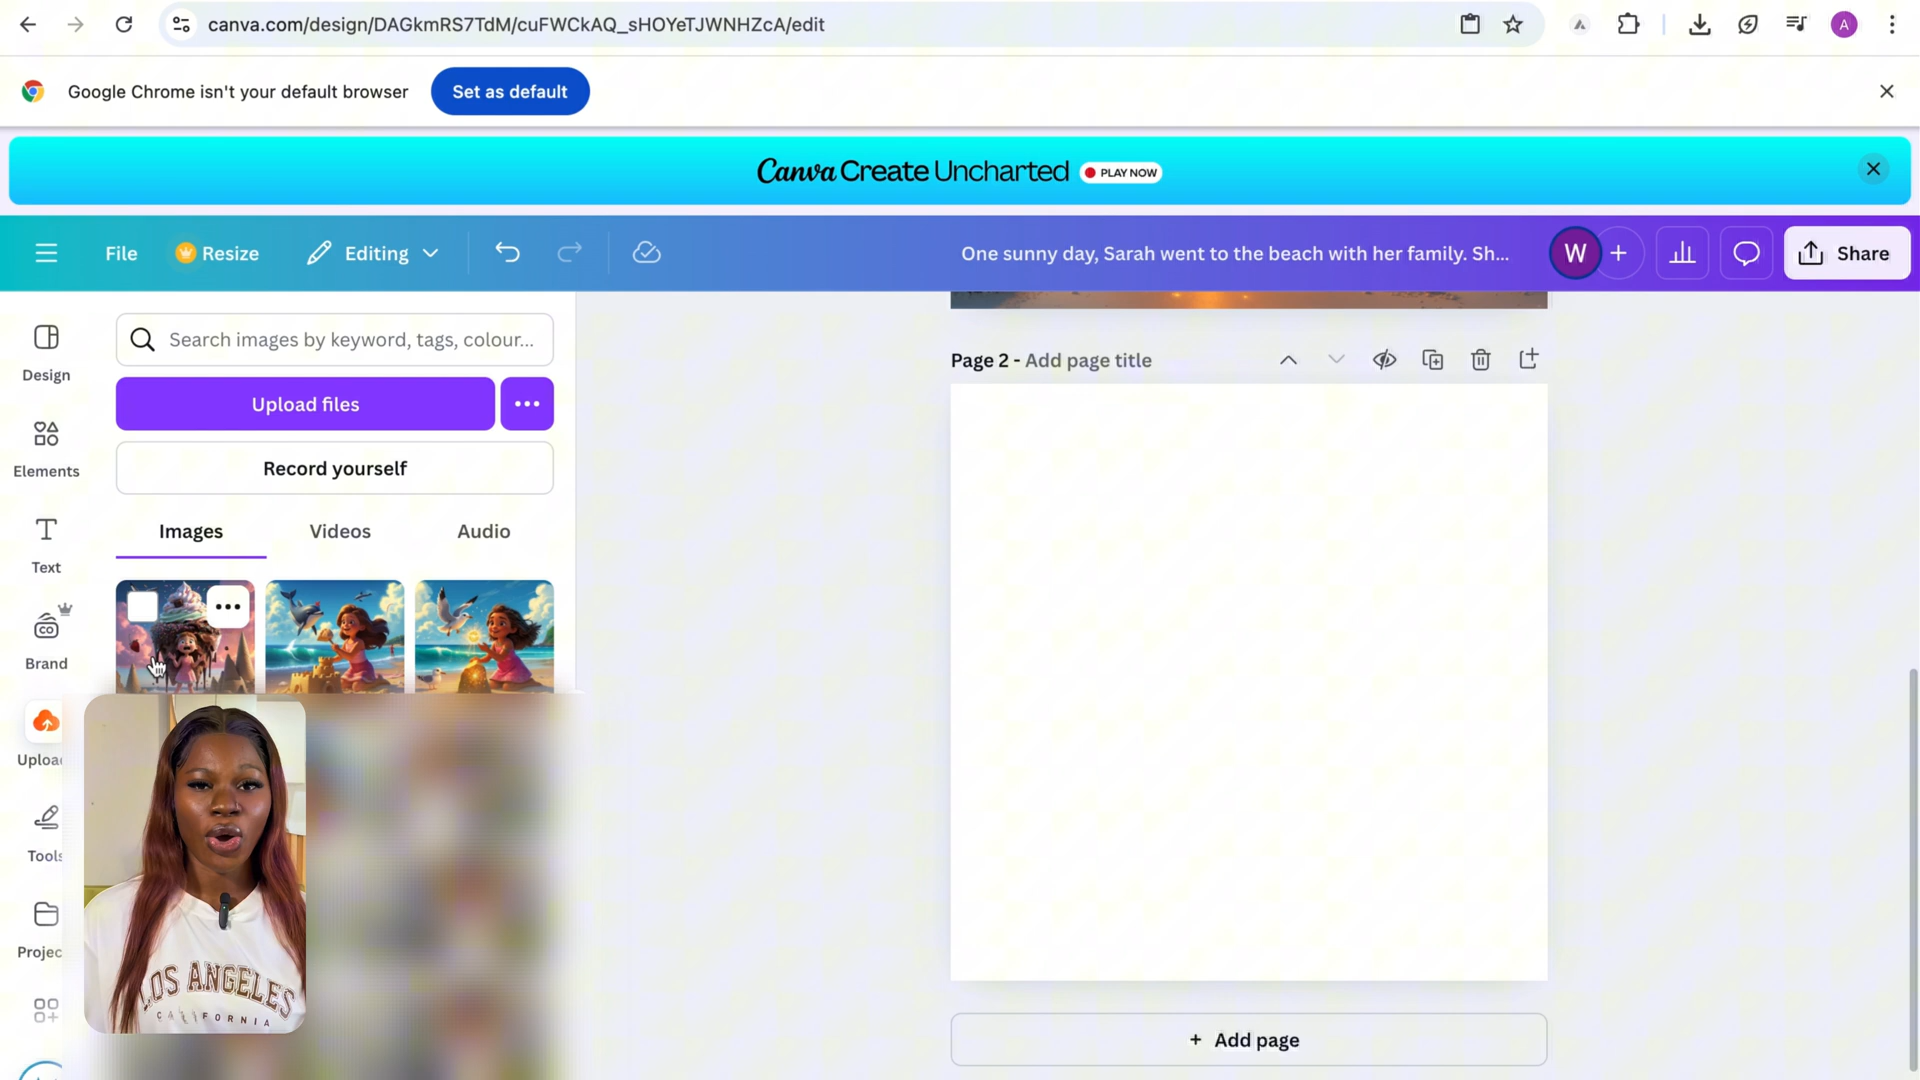 canva.com/design/DAGkmRS7TdM/cuFWCkAQ_sHOYeTJWNHZcA/edit
A
Google Chrome isn't your default browser
Set as default
Canva Create Uncharted
PLAY NOW
File
Resize
Editing
One sunny day, Sarah went to the beach with her family. Sh...
W
Share
Design
Elements
Text
Brand
Uploa
Tools
Projec
Search images by keyword, tags, colour...
Upload files
Record yourself
Images
Videos
Audio
Page 2 - Add page title
+ Add page
LOS ANGELES
CALIFORNIA